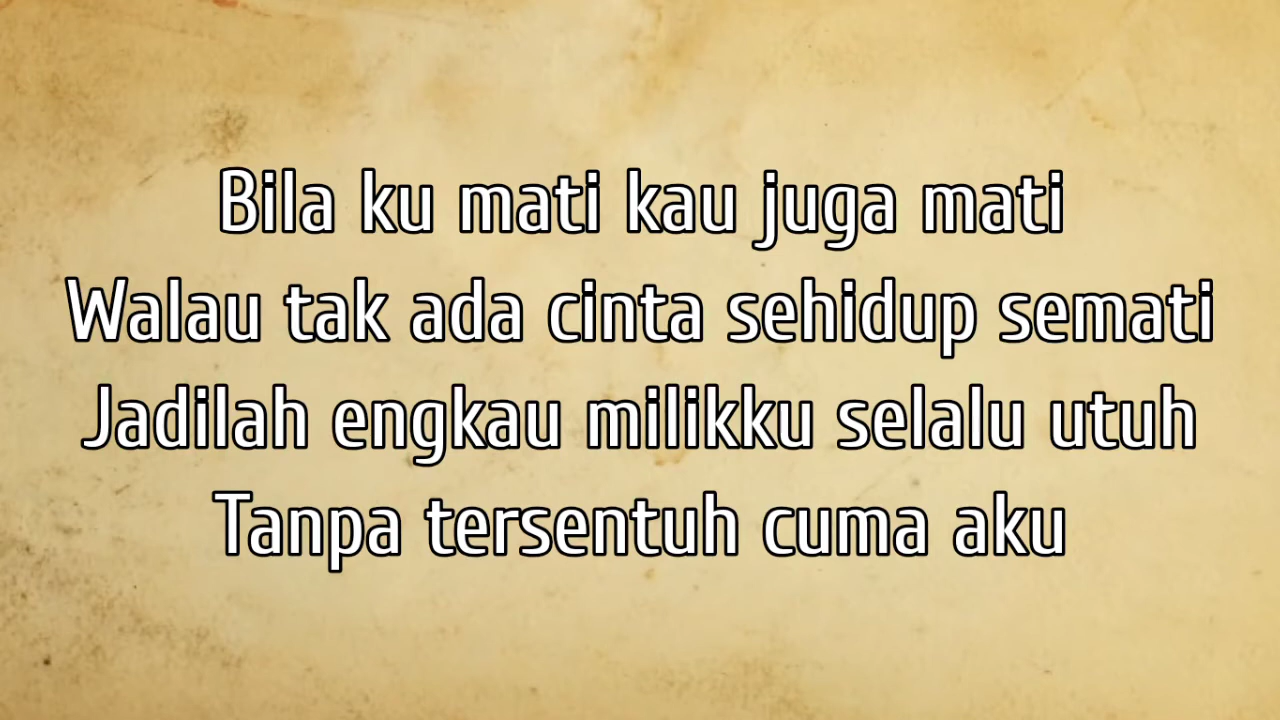 Bila ku mati kau juga mati
Walau tak ada cinta sehidup semati
Jadilah engkau milikku selalu utuh
Tanpa tersentuh cuma aku